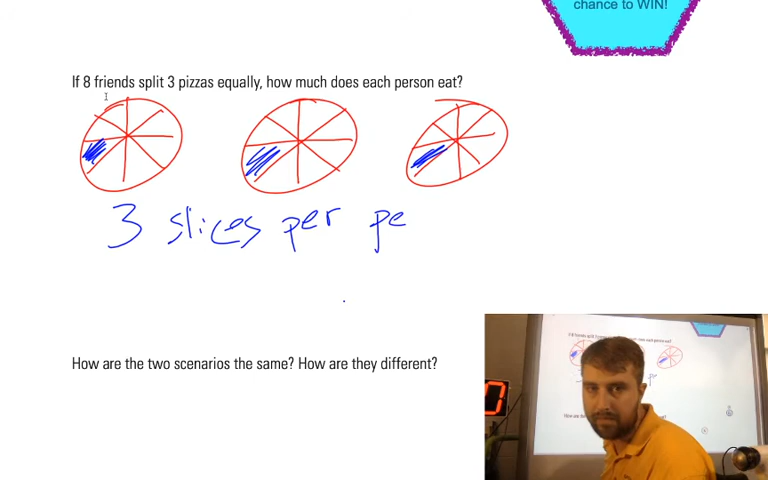 chance to WIN!
If 8 friends split 3 pizzas equally, how much does each person eat?
3 slices per pe
How are the two scenarios the same? How are they different?